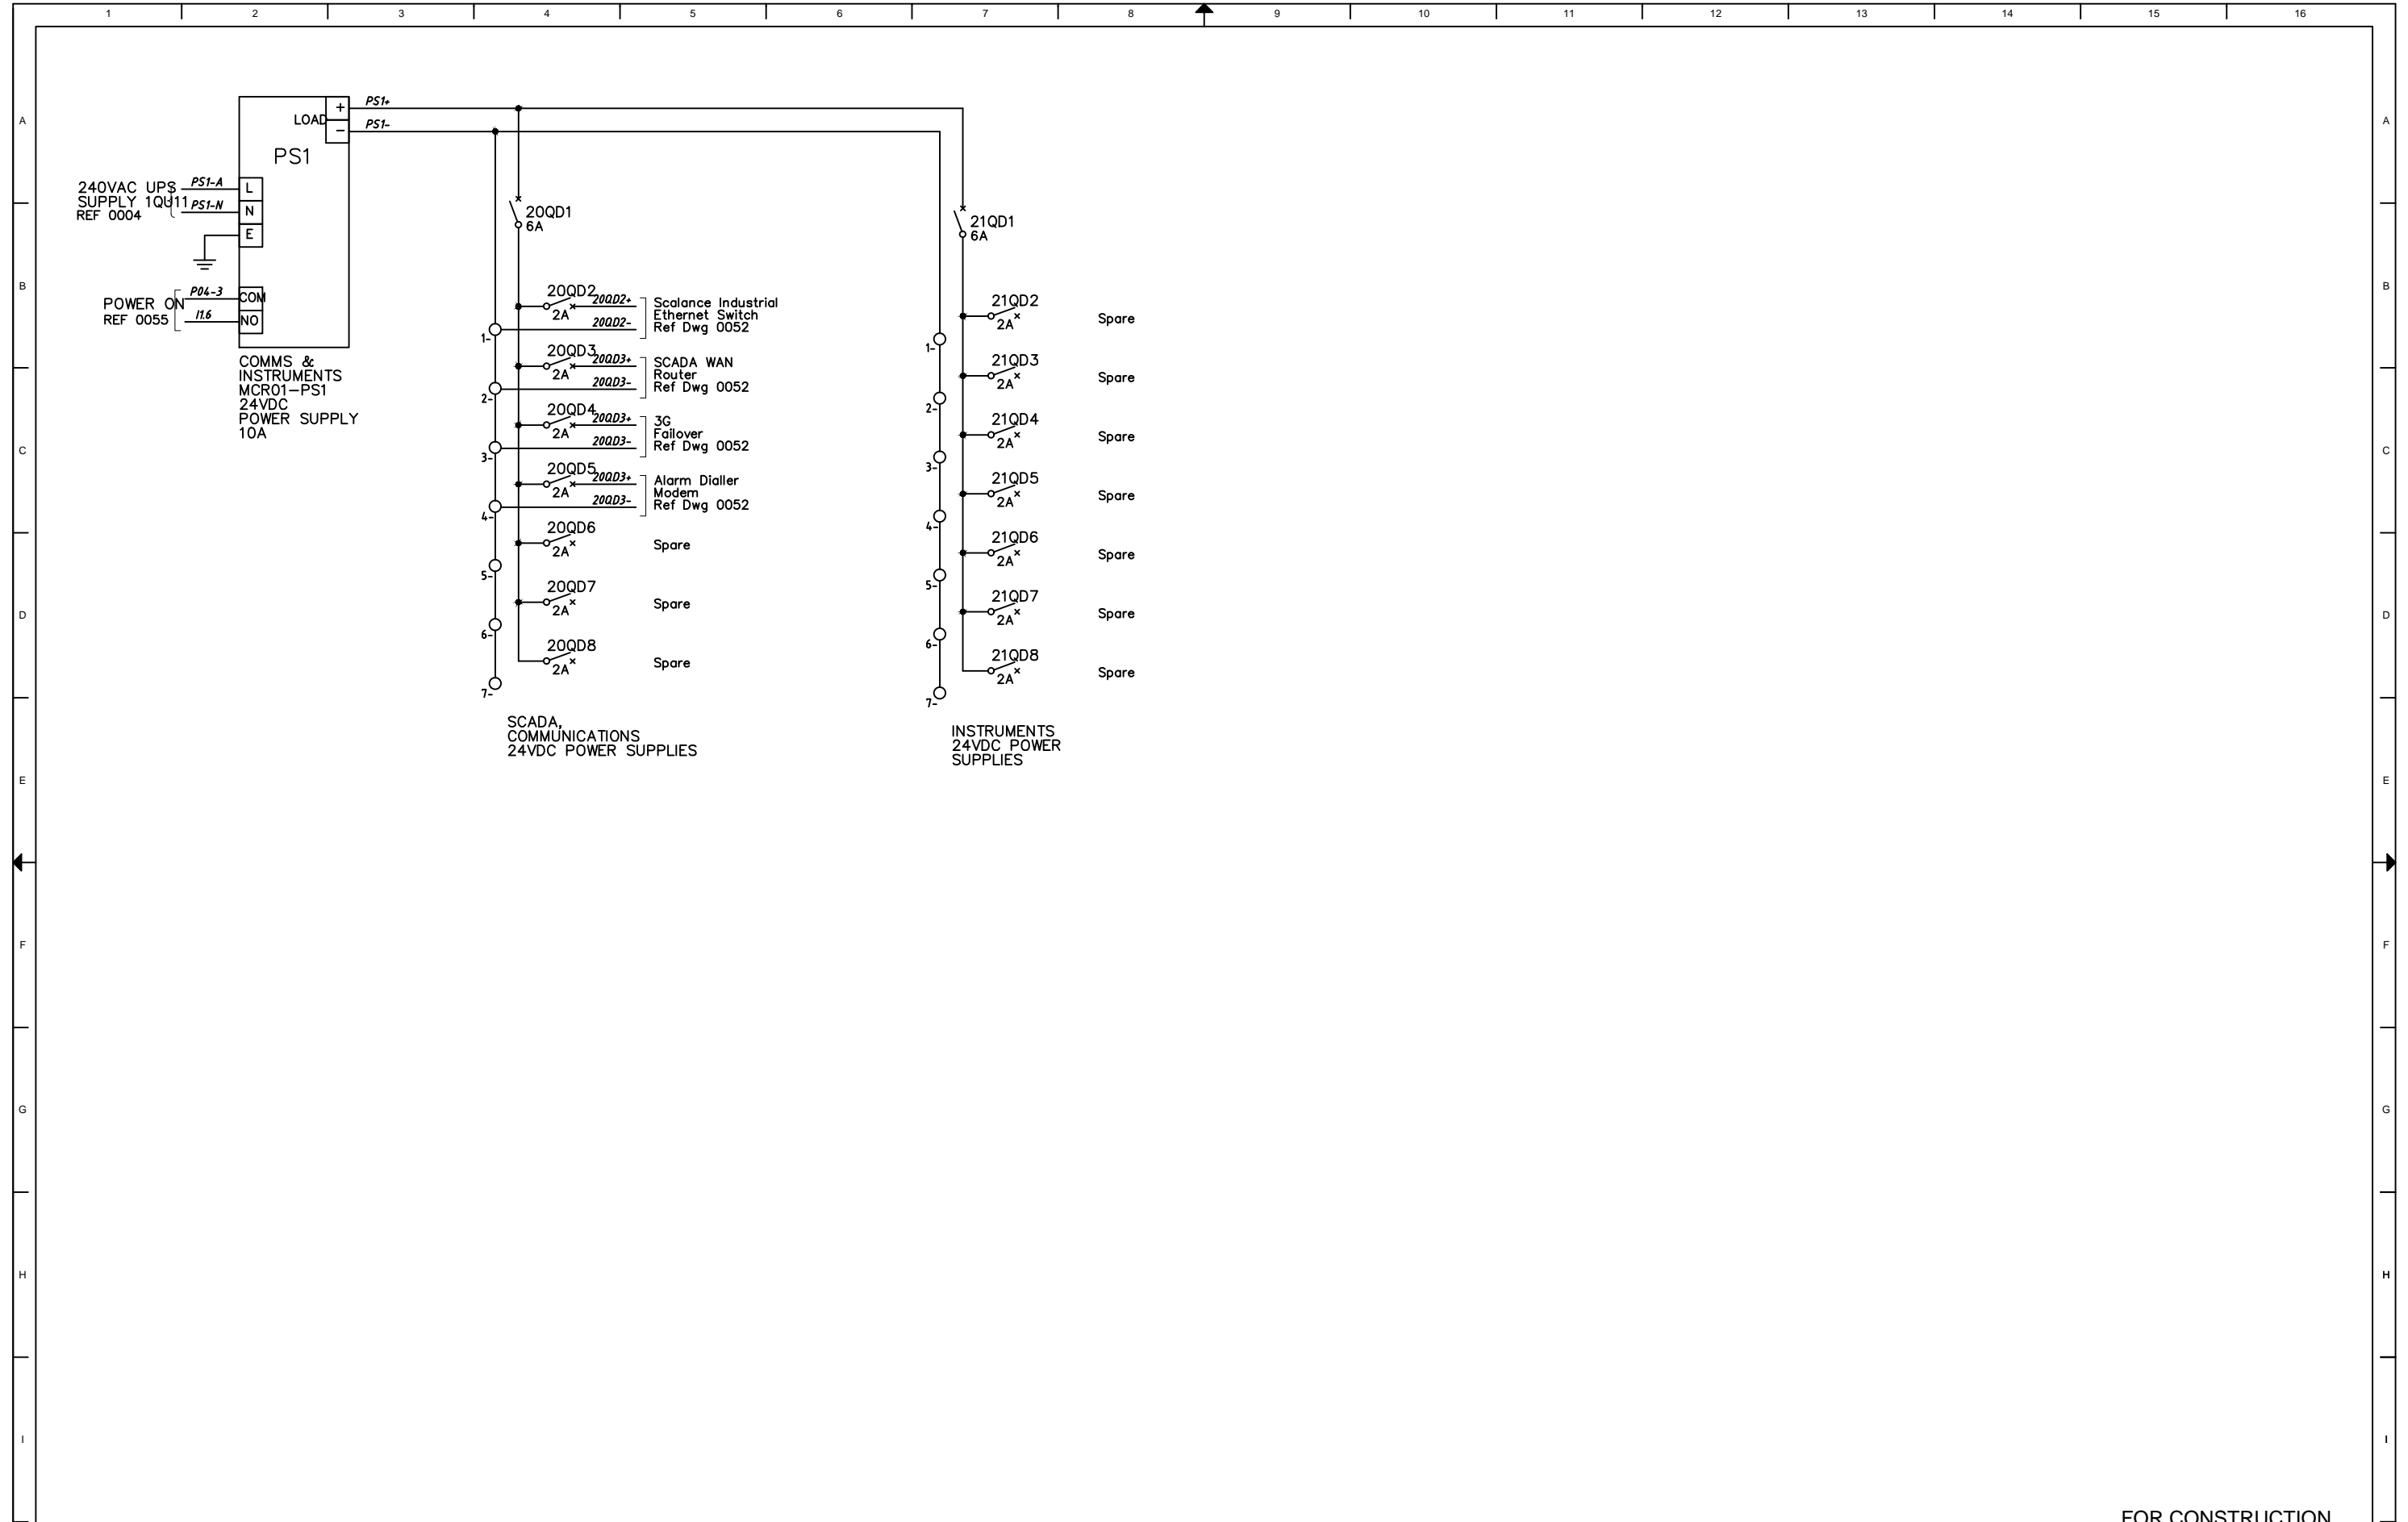 1 2 3 4 5 6 7 8 9 10 11 12 13 14 15 16
A
B
C
D
E
F
G
H
I
A
B
C
D
E
F
G
H
I
PS1+
PS1-
LOAD
+
-
PS1
240VAC UPS
SUPPLY 1QU11
REF 0004
PS1-A
PS1-N
L
N
E
POWER ON
REF 0055
P04-3
I1.6
COM
NO
COMMS &
INSTRUMENTS
MCR01-PS1
24VDC
POWER SUPPLY
10A
20QD1
6A
20QD2
2A
20QD2+
20QD2-
Scalance Industrial
Ethernet Switch
Ref Dwg 0052
1-
20QD3
2A
20QD3+
20QD3-
SCADA WAN
Router
Ref Dwg 0052
2-
20QD4
2A
20QD3+
20QD3-
3G
Failover
Ref Dwg 0052
3-
20QD5
2A
20QD3+
20QD3-
Alarm Dialler
Modem
Ref Dwg 0052
4-
20QD6
2A
Spare
5-
20QD7
2A
Spare
6-
20QD8
2A
Spare
7-
SCADA,
COMMUNICATIONS
24VDC POWER SUPPLIES
21QD1
6A
21QD2
2A
Spare
1-
21QD3
2A
Spare
2-
21QD4
2A
Spare
3-
21QD5
2A
Spare
4-
21QD6
2A
Spare
5-
21QD7
2A
Spare
6-
21QD8
2A
Spare
7-
INSTRUMENTS
24VDC POWER
SUPPLIES
FOR CONSTRUCTION